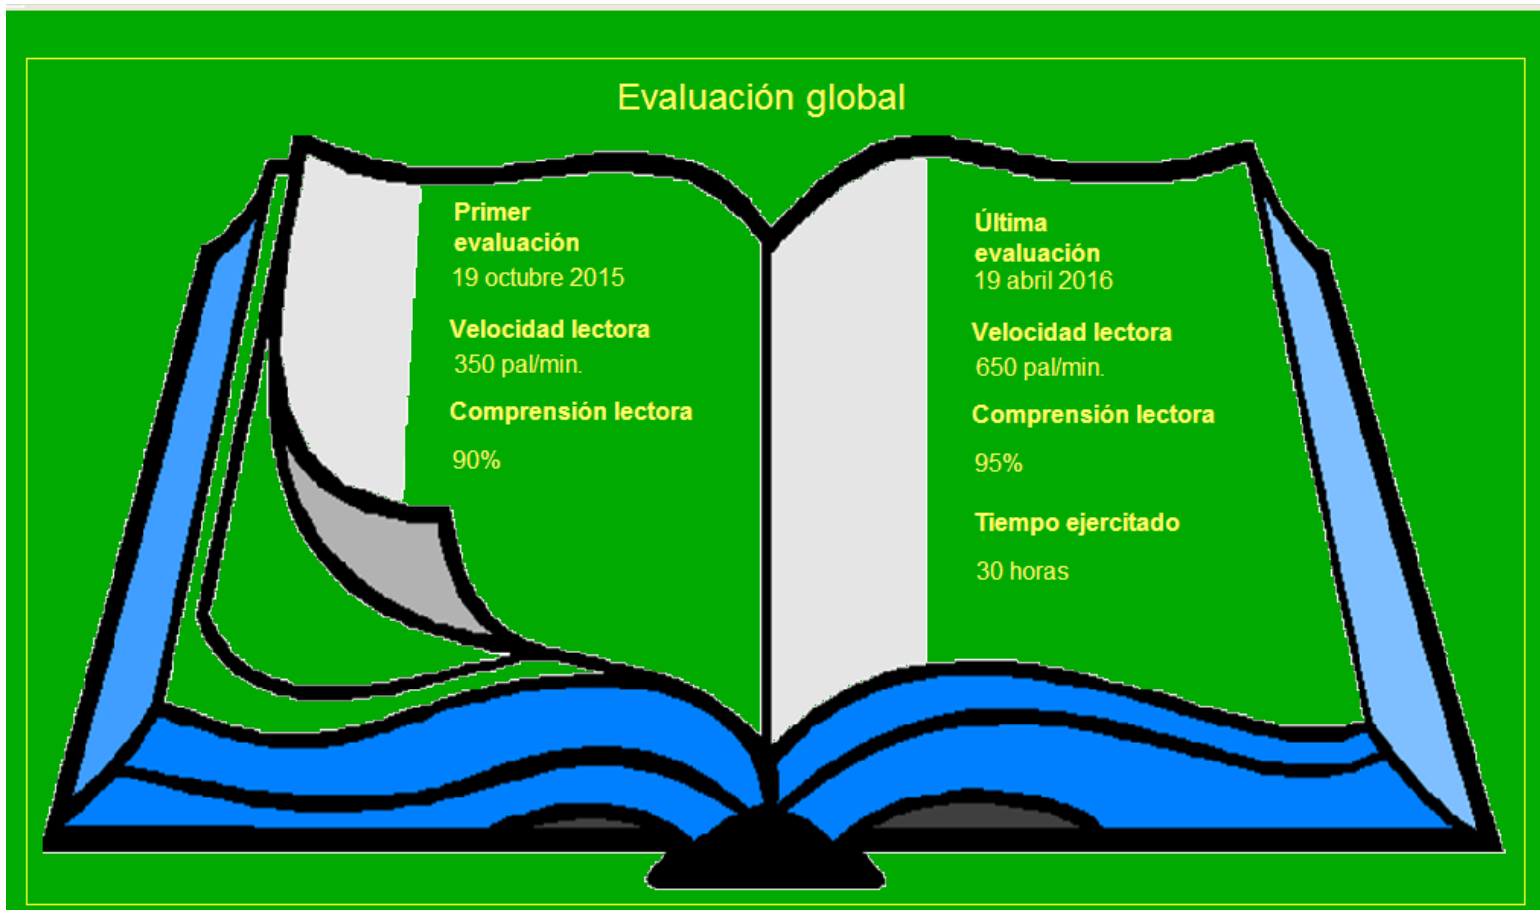 Evaluación global
Primer
evaluación
19 octubre 2015
Velocidad lectora
350 pal/min.
Comprensión lectora
90%
Última
evaluación
19 abril 2016
Velocidad lectora
650 pal/min.
Comprensión lectora
95%
Tiempo ejercitado
30 horas